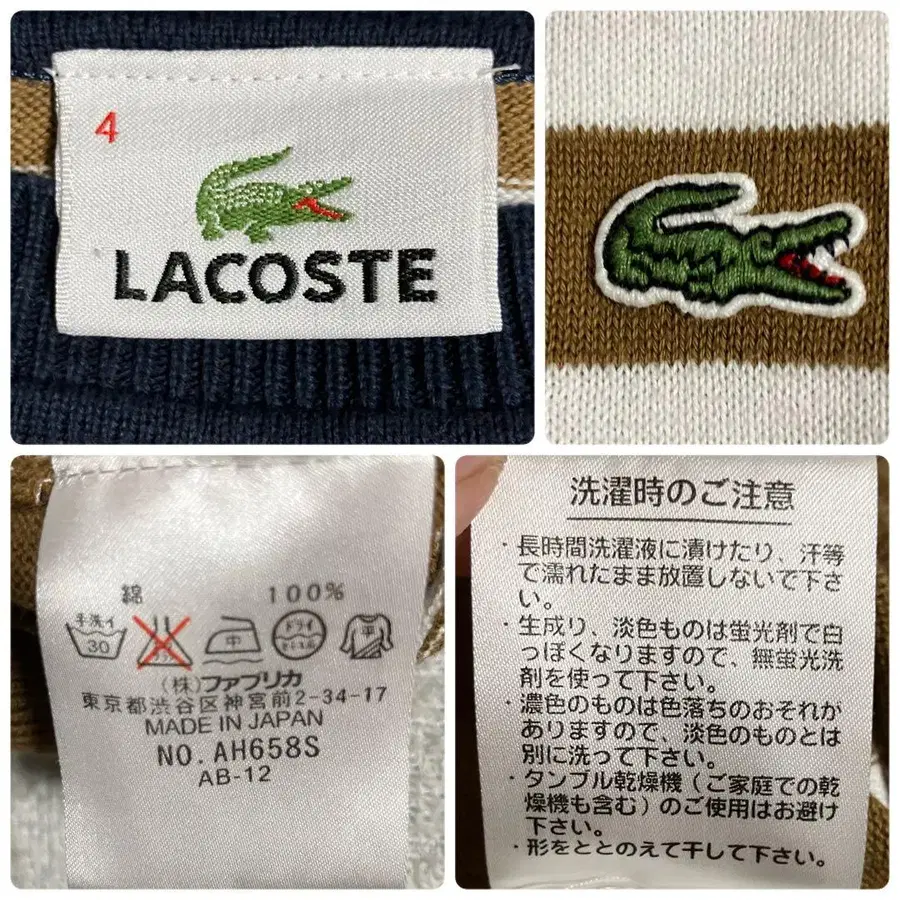 4
LACOSTE
綿 100%
手洗イ
30
中
ドライ
平
(株)ファブリカ
東京都渋谷区神宮前2-34-17
MADE IN JAPAN
NO. AH658S
AB-12
洗濯時のご注意
・長時間洗濯液に漬けたり、汗等
で濡れたまま放置しないで下さ
い。
・生成り、淡色ものは蛍光剤で白
っぽくなりますので、無蛍光洗
剤を使って下さい。
・濃色のものは色落ちのおそれか
ありますので、淡色のものとは
別に洗って下さい。
・タンブル乾燥機（ご家庭での乾
燥機も含む）のご使用はお避け
下さい。
・形をととのえて干して下さい。